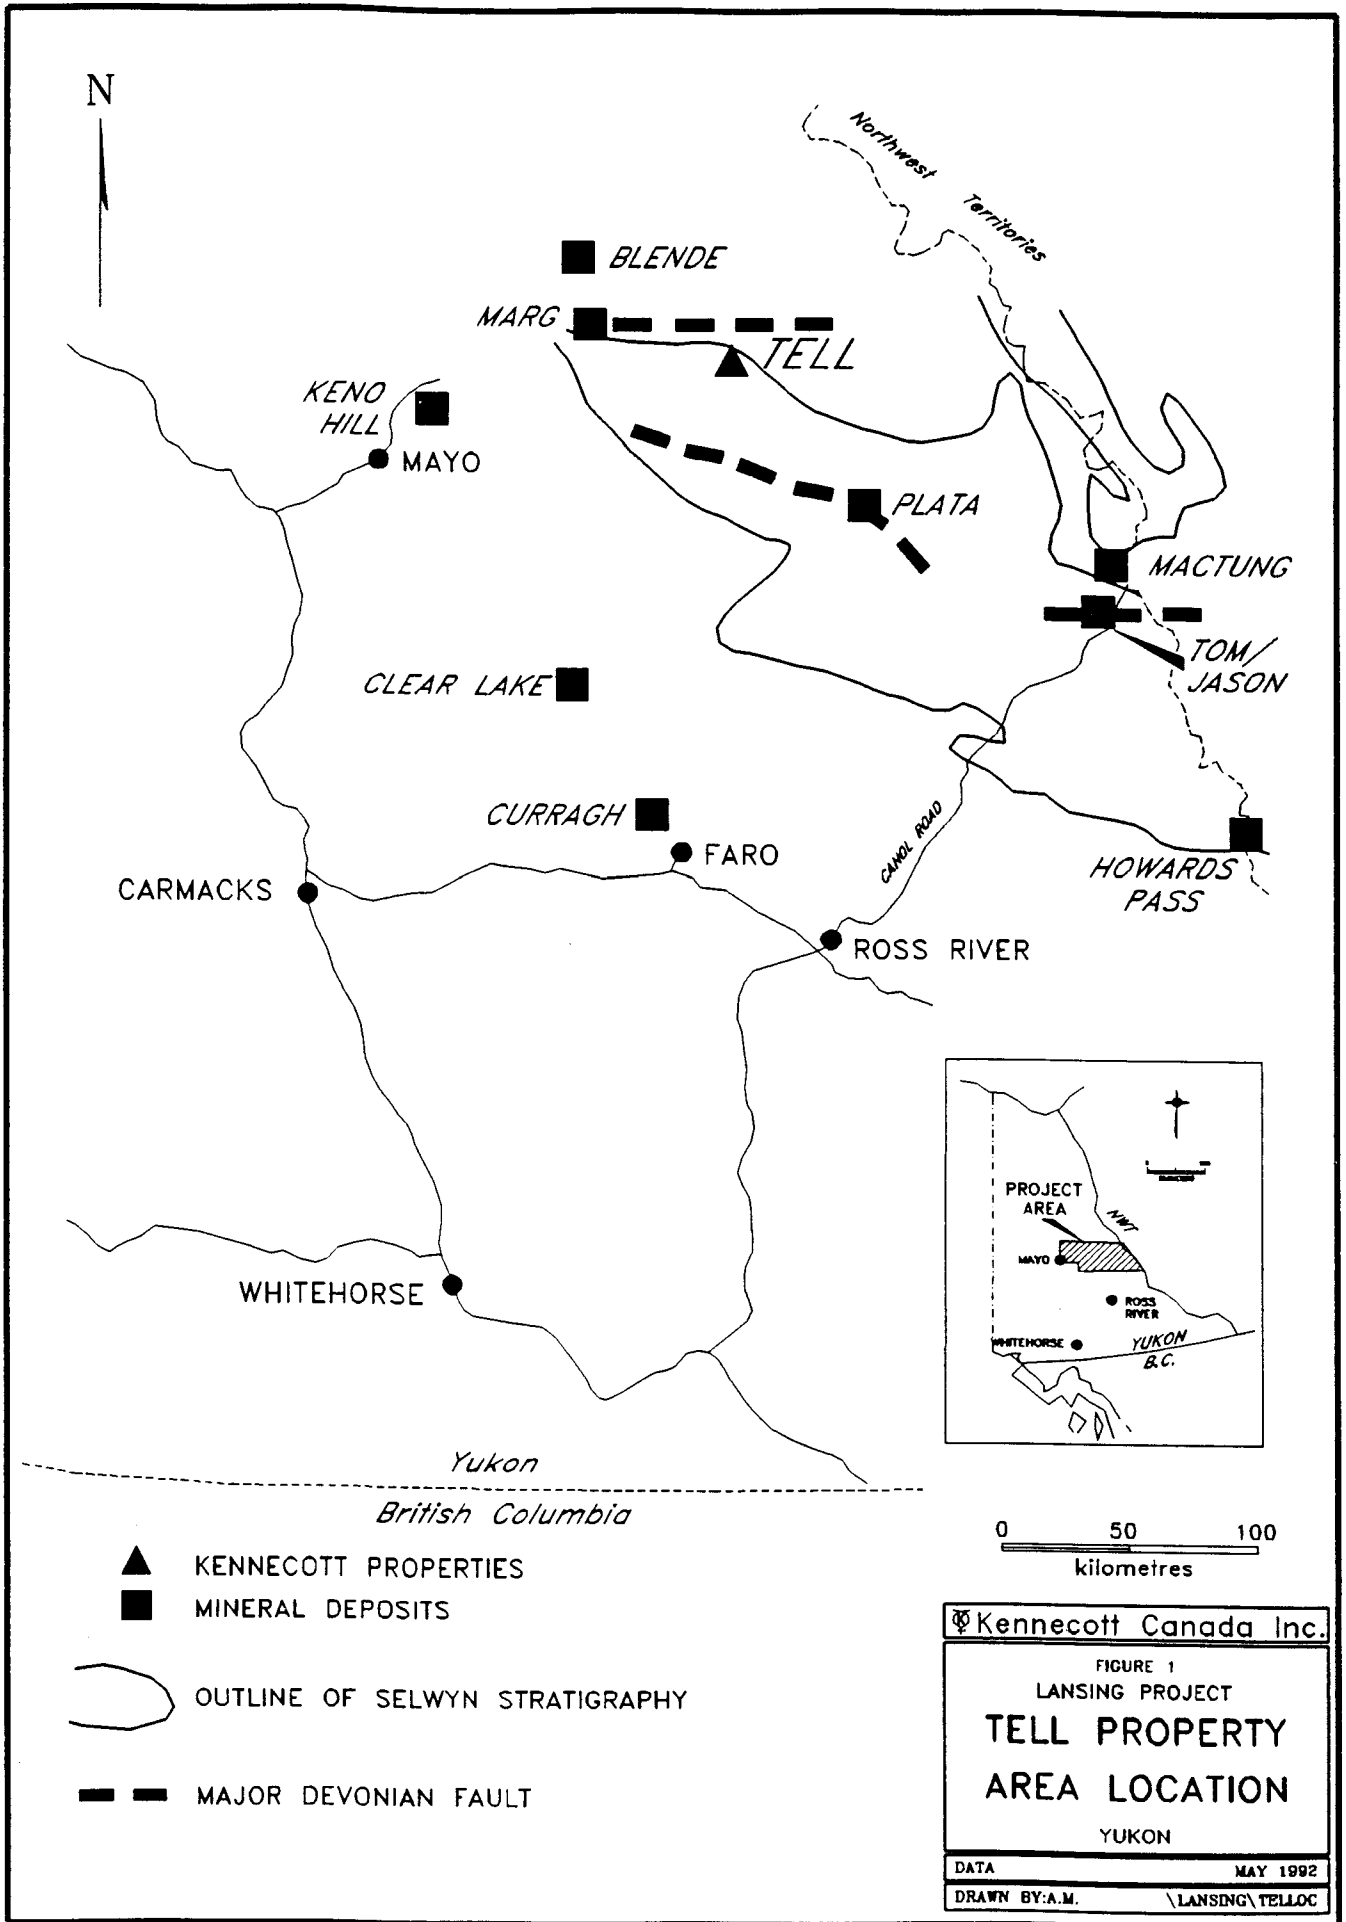 N
Northwest Territories
BLENDE
MARG
TELL
KENO
HILL
MAYO
PLATA
MACTUNG
TOM/
JASON
CLEAR LAKE
CURRAGH
FARO
CANOL ROAD
HOWARDS
PASS
CARMACKS
ROSS RIVER
WHITEHORSE
PROJECT
AREA
NWT
MAYO
ROSS
RIVER
WHITEHORSE
YUKON
B.C.
Yukon
British Columbia
0 50 100
kilometres
KENNECOTT PROPERTIES
MINERAL DEPOSITS
OUTLINE OF SELWYN STRATIGRAPHY
MAJOR DEVONIAN FAULT
Kennecott Canada Inc.
FIGURE 1
LANSING PROJECT
TELL PROPERTY
AREA LOCATION
YUKON
DATA MAY 1992
DRAWN BY:A.M. \LANSING\TELLOC